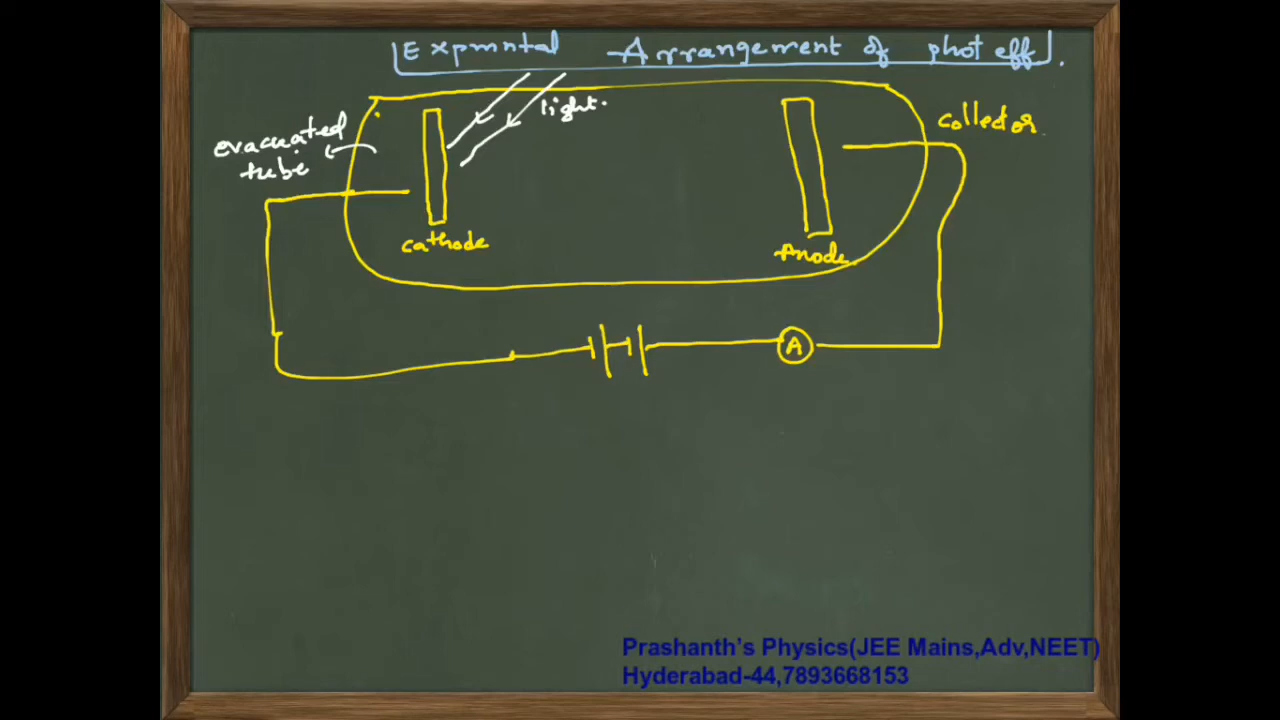 Expmntal Arrangement of phot eff.
light.
collector
evacuated
tube
cathode
Anode
A
Prashanth's Physics(JEE Mains,Adv,NEET)
Hyderabad-44,7893668153